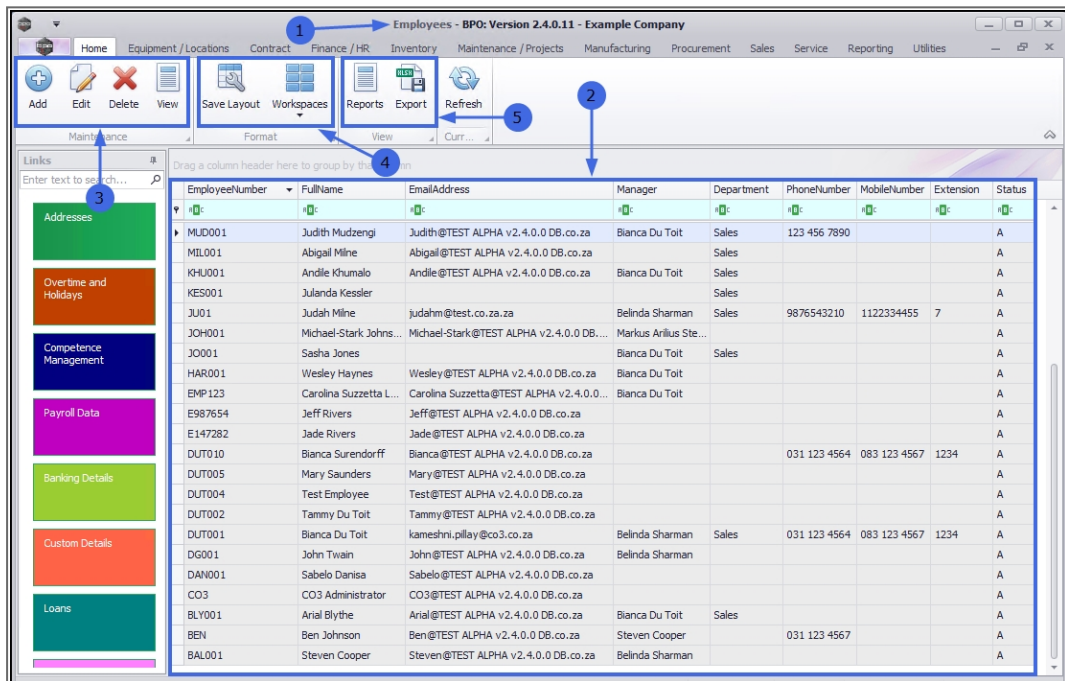 1
Employees - BPO: Version 2.4.0.11 - Example Company
Home Equipment / Locations Contract Finance / HR Inventory Maintenance / Projects Manufacturing Procurement Sales Service Reporting Utilities
Add Edit Delete View Save Layout Workspaces Reports Export Refresh
XLSX
2
5
Maintenance Format View Curr...
4
3
Links
Enter text to search...
Drag a column header here to group by that column
EmployeeNumber FullName EmailAddress Manager Department PhoneNumber MobileNumber Extension Status
MUD001 Judith Mudzengi Judith@TEST ALPHA v2.4.0.0 DB.co.za Bianca Du Toit Sales 123 456 7890 A
MIL001 Abigail Milne Abigail@TEST ALPHA v2.4.0.0 DB.co.za Sales A
KHU001 Andile Khumalo Andile@TEST ALPHA v2.4.0.0 DB.co.za Bianca Du Toit Sales A
KES001 Julanda Kessler Sales A
JU01 Judah Milne judahm@test.co.za.za Belinda Sharman Sales 9876543210 1122334455 7 A
JOH001 Michael-Stark Johns... Michael-Stark@TEST ALPHA v2.4.0.0 DB.... Markus Arilius Ste... A
JO001 Sasha Jones Bianca Du Toit Sales A
HAR001 Wesley Haynes Wesley@TEST ALPHA v2.4.0.0 DB.co.za Bianca Du Toit A
EMP123 Carolina Suzzetta L... Carolina Suzzetta@TEST ALPHA v2.4.0.0... Bianca Du Toit A
E987654 Jeff Rivers Jeff@TEST ALPHA v2.4.0.0 DB.co.za A
E147282 Jade Rivers Jade@TEST ALPHA v2.4.0.0 DB.co.za A
DUT010 Bianca Surendorff Bianca@TEST ALPHA v2.4.0.0 DB.co.za 031 123 4564 083 123 4567 1234 A
DUT005 Mary Saunders Mary@TEST ALPHA v2.4.0.0 DB.co.za A
DUT004 Test Employee Test@TEST ALPHA v2.4.0.0 DB.co.za A
DUT002 Tammy Du Toit Tammy@TEST ALPHA v2.4.0.0 DB.co.za A
DUT001 Bianca Du Toit kameshni.pillay@co3.co.za Belinda Sharman Sales 031 123 4564 083 123 4567 1234 A
DG001 John Twain John@TEST ALPHA v2.4.0.0 DB.co.za Belinda Sharman A
DAN001 Sabelo Danisa Sabelo@TEST ALPHA v2.4.0.0 DB.co.za A
CO3 CO3 Administrator CO3@TEST ALPHA v2.4.0.0 DB.co.za A
BLY001 Arial Blythe Arial@TEST ALPHA v2.4.0.0 DB.co.za Bianca Du Toit Sales A
BEN Ben Johnson Ben@TEST ALPHA v2.4.0.0 DB.co.za Steven Cooper 031 123 4567 A
BAL001 Steven Cooper Steven@TEST ALPHA v2.4.0.0 DB.co.za Belinda Sharman A
Addresses
Overtime and
Holidays
Competence
Management
Payroll Data
Banking Details
Custom Details
Loans